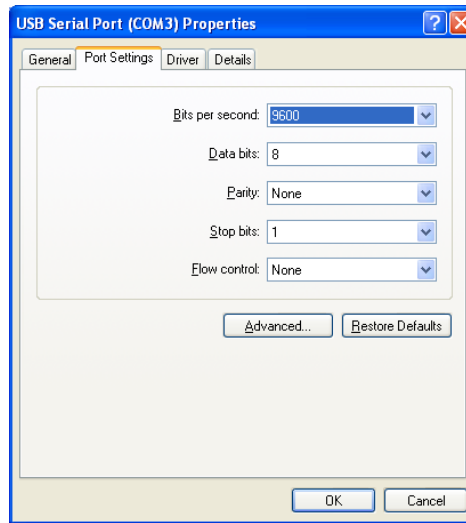 USB Serial Port (COM3) Properties
General Port Settings Driver Details
Bits per second: 9600
Data bits: 8
Parity: None
Stop bits: 1
Flow control: None
Advanced... Restore Defaults
OK Cancel